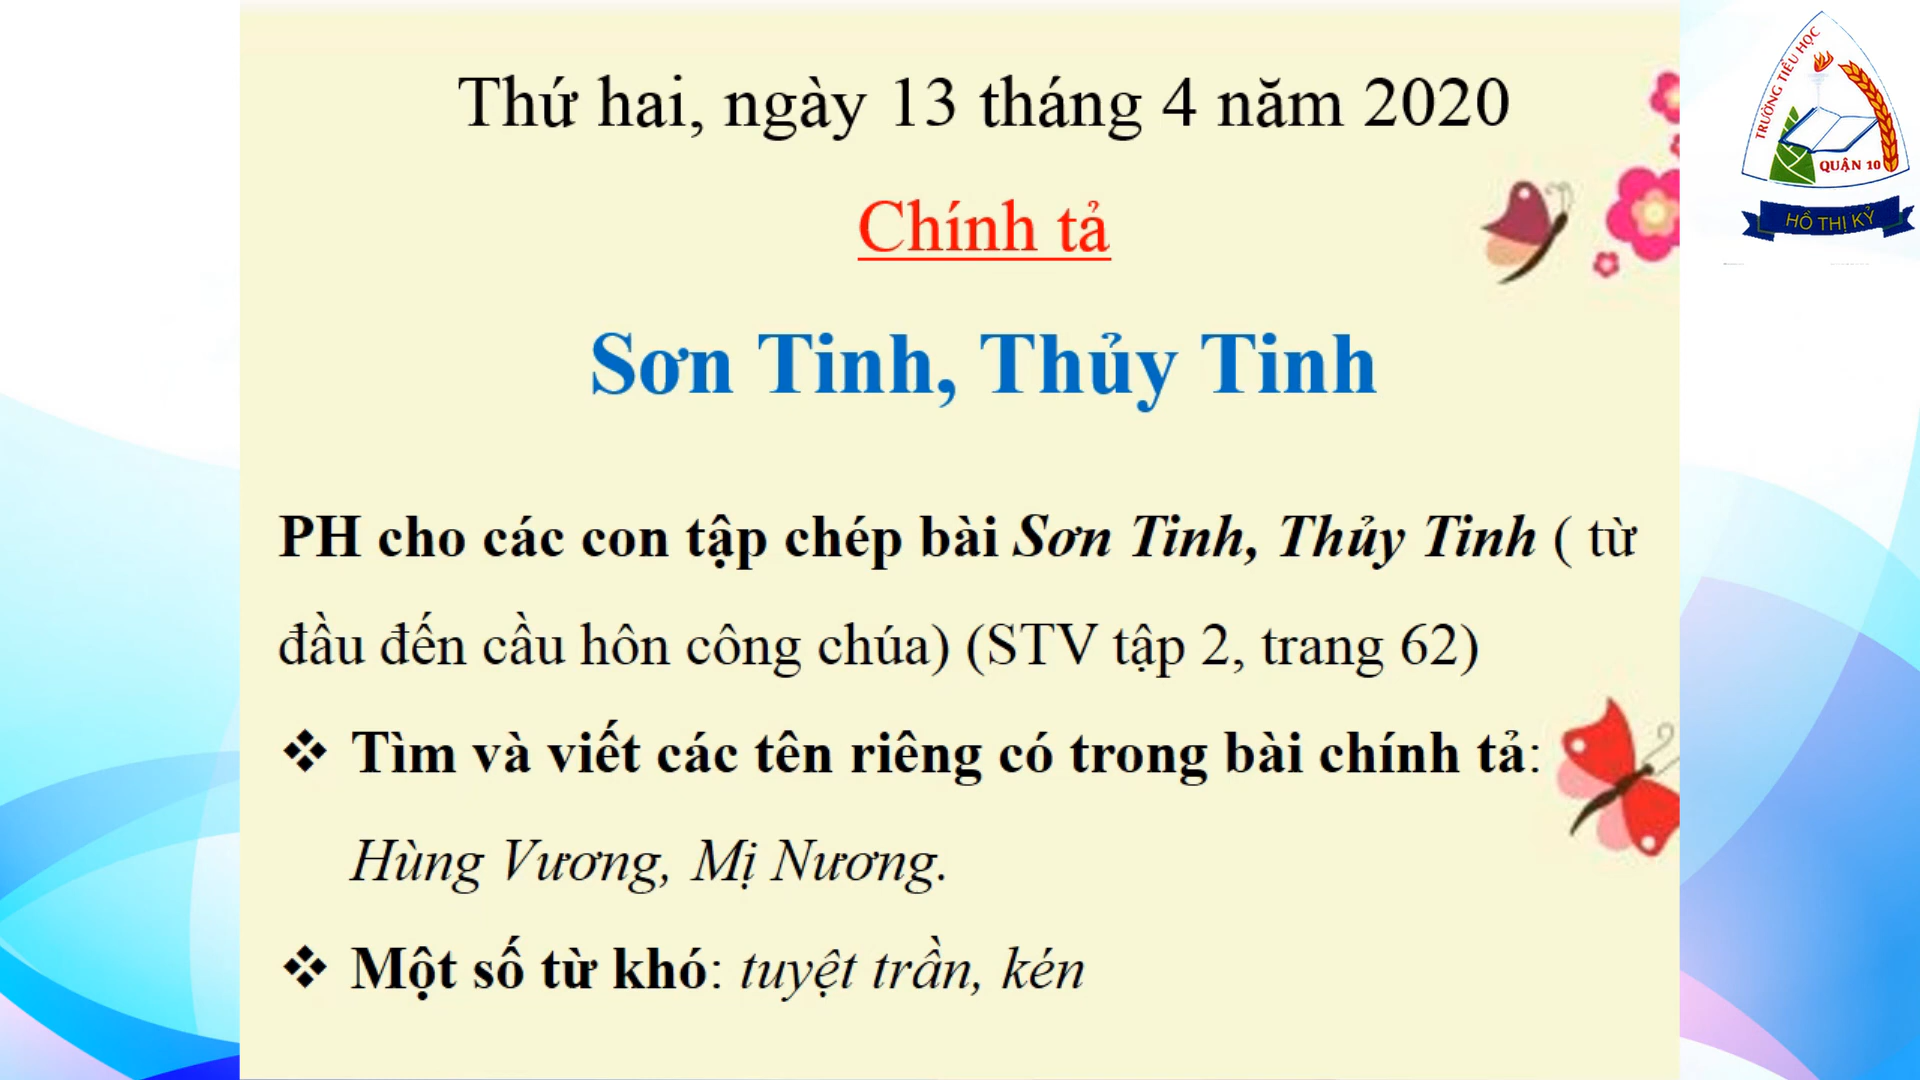 Thứ hai, ngày 13 tháng 4 năm 2020
Chính tả
Sơn Tinh, Thủy Tinh
PH cho các con tập chép bài Sơn Tinh, Thủy Tinh ( từ
đầu đến cầu hôn công chúa) (STV tập 2, trang 62)
❖ Tìm và viết các tên riêng có trong bài chính tả:
Hùng Vương, Mị Nương.
❖ Một số từ khó: tuyệt trần, kén
TRƯỜNG TIỂU HỌC
QUẬN 10
HỒ THỊ KỶ